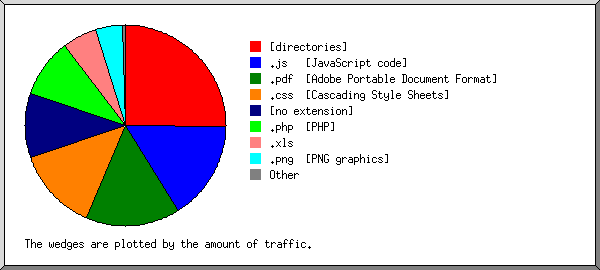 [directories]
.js [JavaScript code]
.pdf [Adobe Portable Document Format]
.css [Cascading Style Sheets]
[no extension]
.php [PHP]
.xls
.png [PNG graphics]
Other
The wedges are plotted by the amount of traffic.